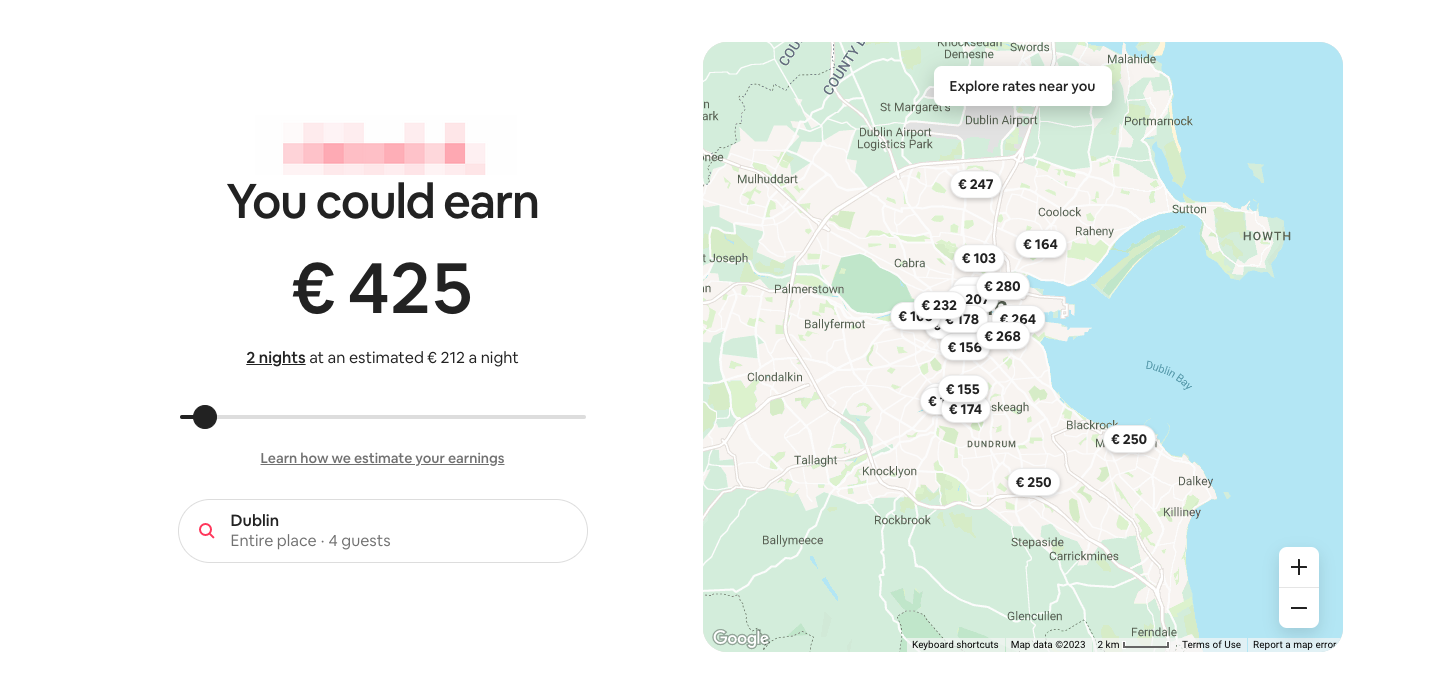 You could earn
€ 425
2 nights at an estimated € 212 a night
Learn how we estimate your earnings
Dublin
Entire place · 4 guests
Explore rates near you
Knocksedan
Demesne
Swords
Malahide
COUNTY
St Margaret's
Dublin Airport
Portmarnock
Dublin Airport
Logistics Park
Mulhuddart
€ 247
Coolock
Sutton
Raheny
HOWTH
€ 164
t Joseph
Cabra
€ 103
Palmerstown
€ 280
€ 232
207
Ballyfermot
€ 178
€ 264
€ 268
€ 156
Dublin Bay
Clondalkin
€ 155
€ 174
skeagh
Blackrock
€ 250
DUNDRUM
Tallaght
Knocklyon
€ 250
Dalkey
Killiney
Rockbrook
Ballymeece
Stepaside
Carrickmines
Glencullen
Ferndale
Google
Keyboard shortcuts
Map data ©2023
2 km
Terms of Use
Report a map error